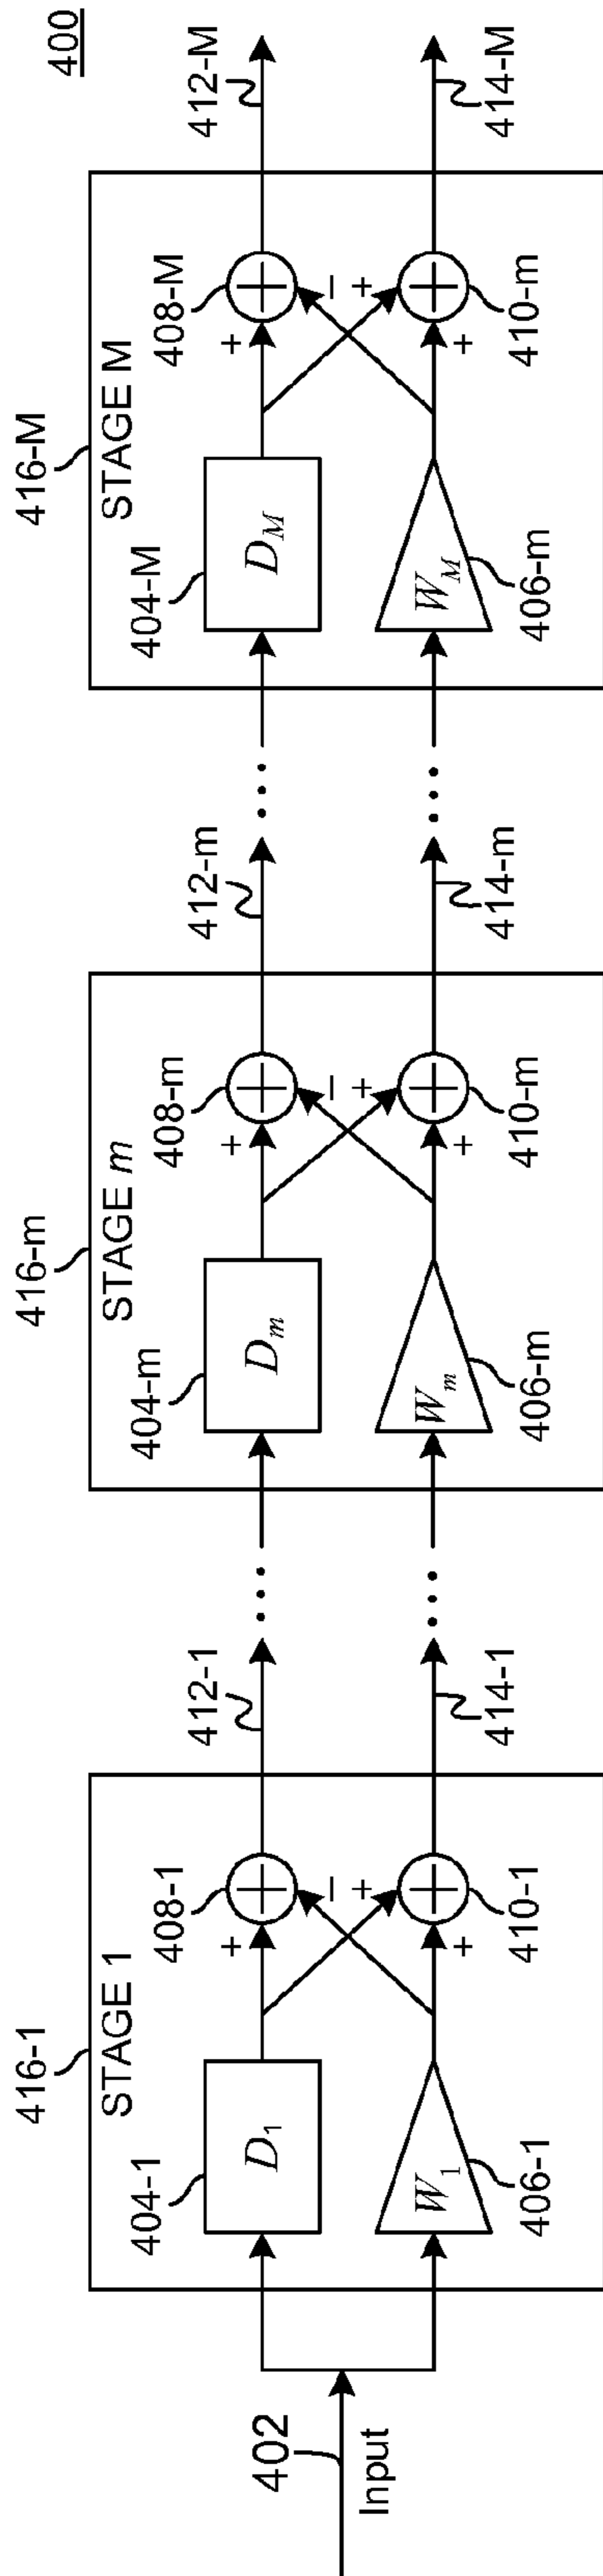 400
402
Input
416-1
STAGE 1
404-1
D1
408-1
+
− +
W1
+
406-1
410-1
412-1
414-1
416-m
STAGE m
404-m
Dm
408-m
+
− +
Wm
+
406-m
410-m
412-m
414-m
416-M
STAGE M
404-M
DM
408-M
+
− +
WM
+
406-m
410-m
412-M
414-M